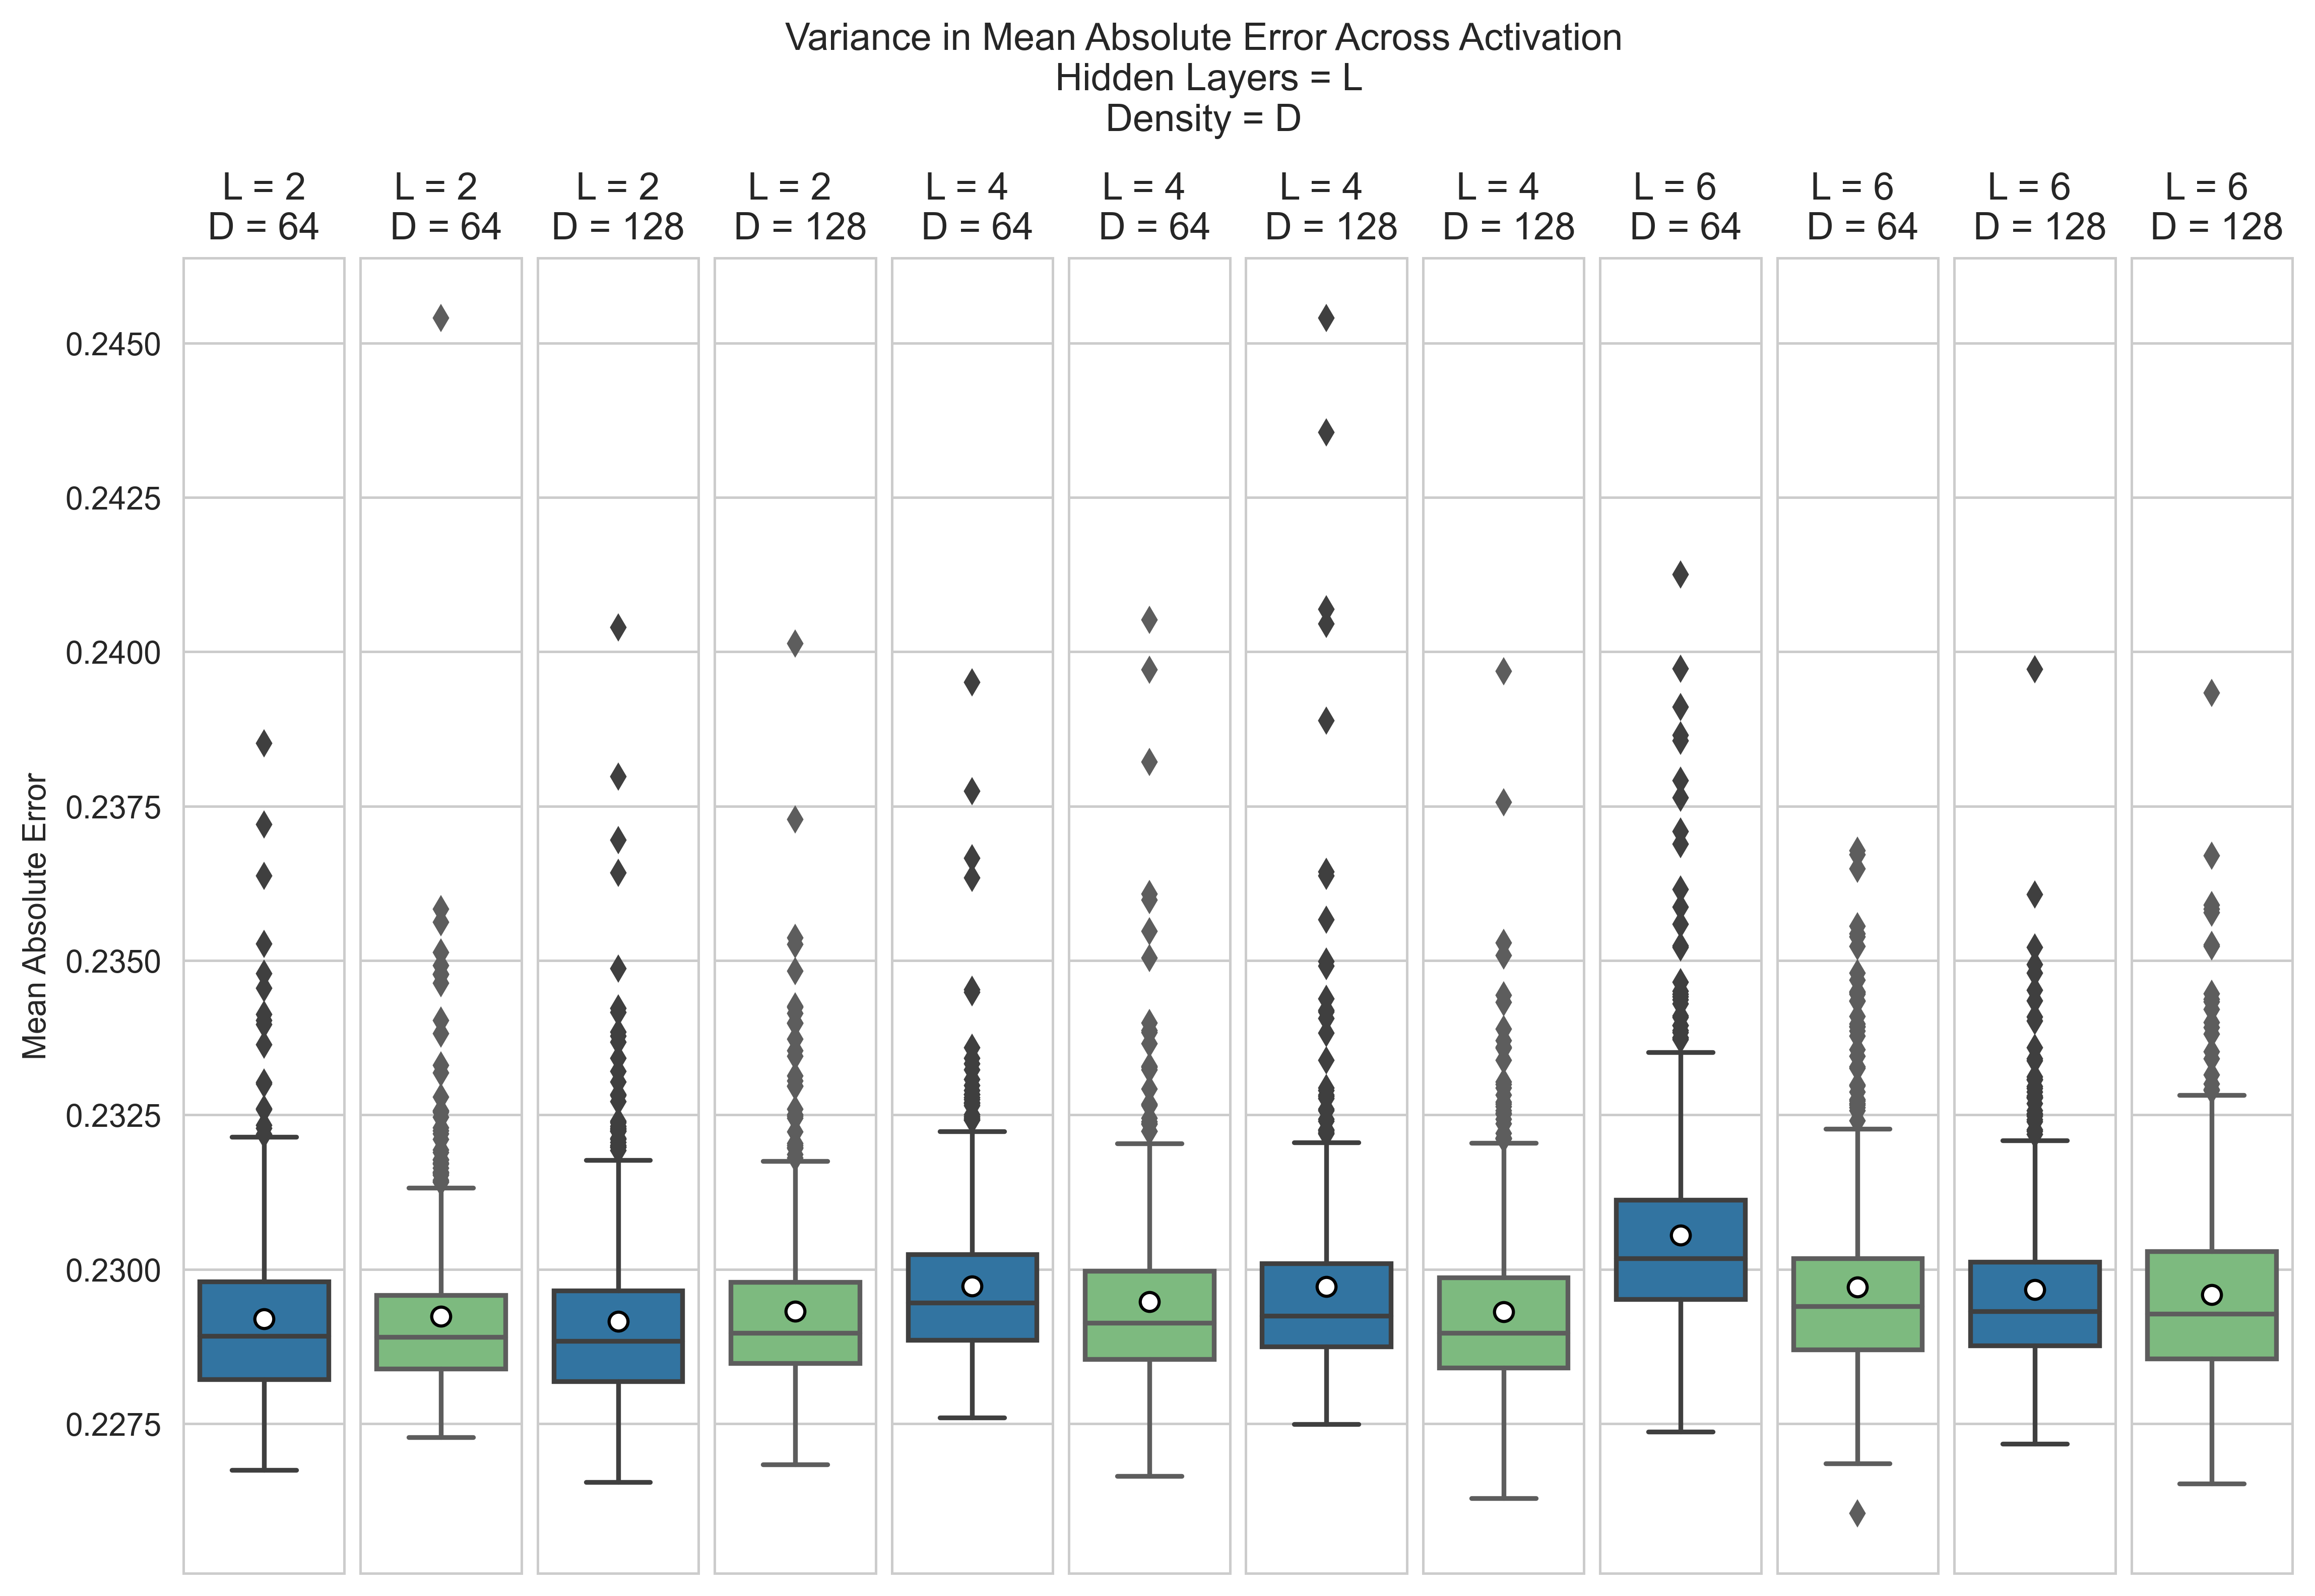 Variance in Mean Absolute Error Across Activation
Hidden Layers = L
Density = D
L = 2 L = 2 L = 2 L = 2 L = 4 L = 4 L = 4 L = 4 L = 6 L = 6 L = 6 L = 6
D = 64 D = 64 D = 128 D = 128 D = 64 D = 64 D = 128 D = 128 D = 64 D = 64 D = 128 D = 128
Mean Absolute Error
0.2450
0.2425
0.2400
0.2375
0.2350
0.2325
0.2300
0.2275